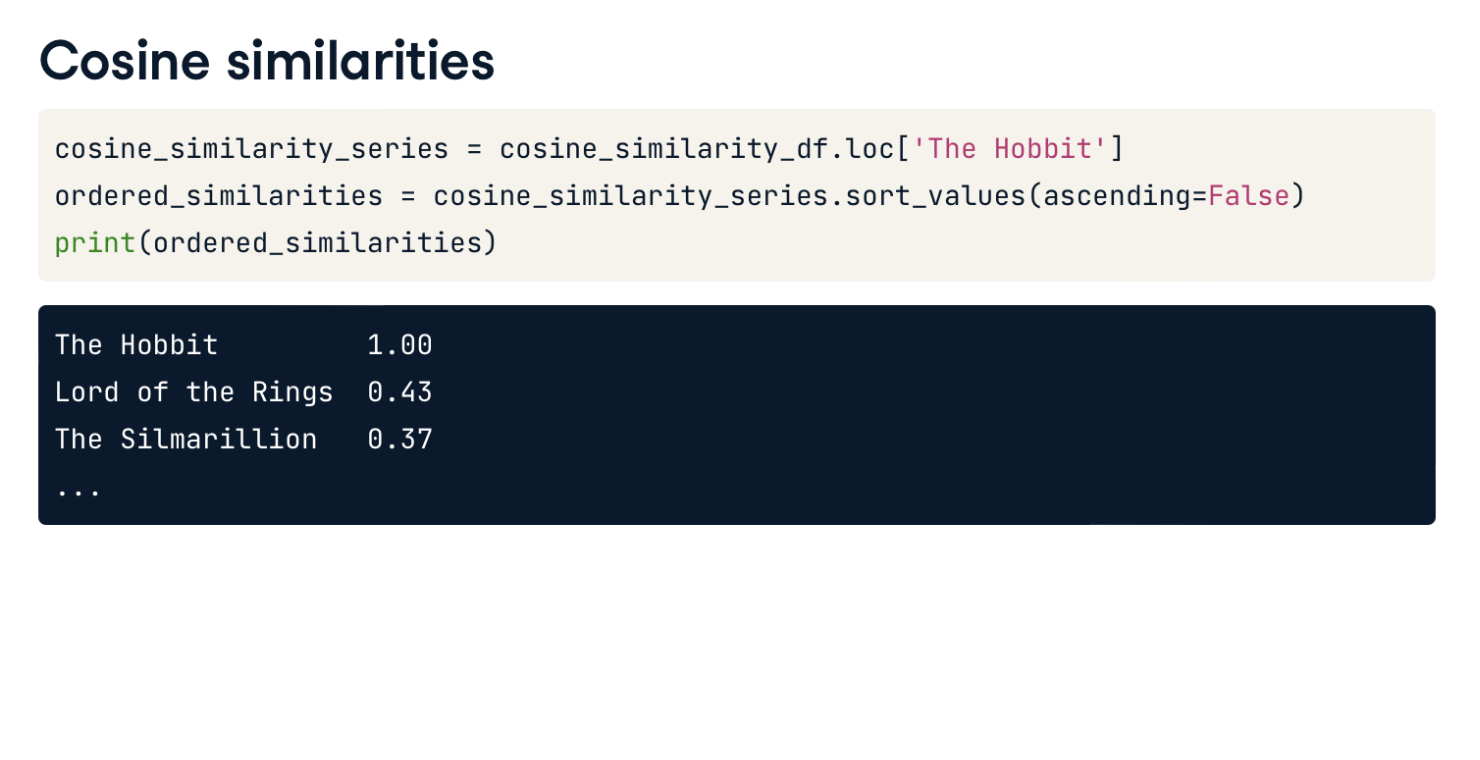 Cosine similarities
cosine_similarity_series = cosine_similarity_df.loc['The Hobbit']
ordered_similarities = cosine_similarity_series.sort_values(ascending=False)
print(ordered_similarities)
The Hobbit         1.00
Lord of the Rings  0.43
The Silmarillion   0.37
...